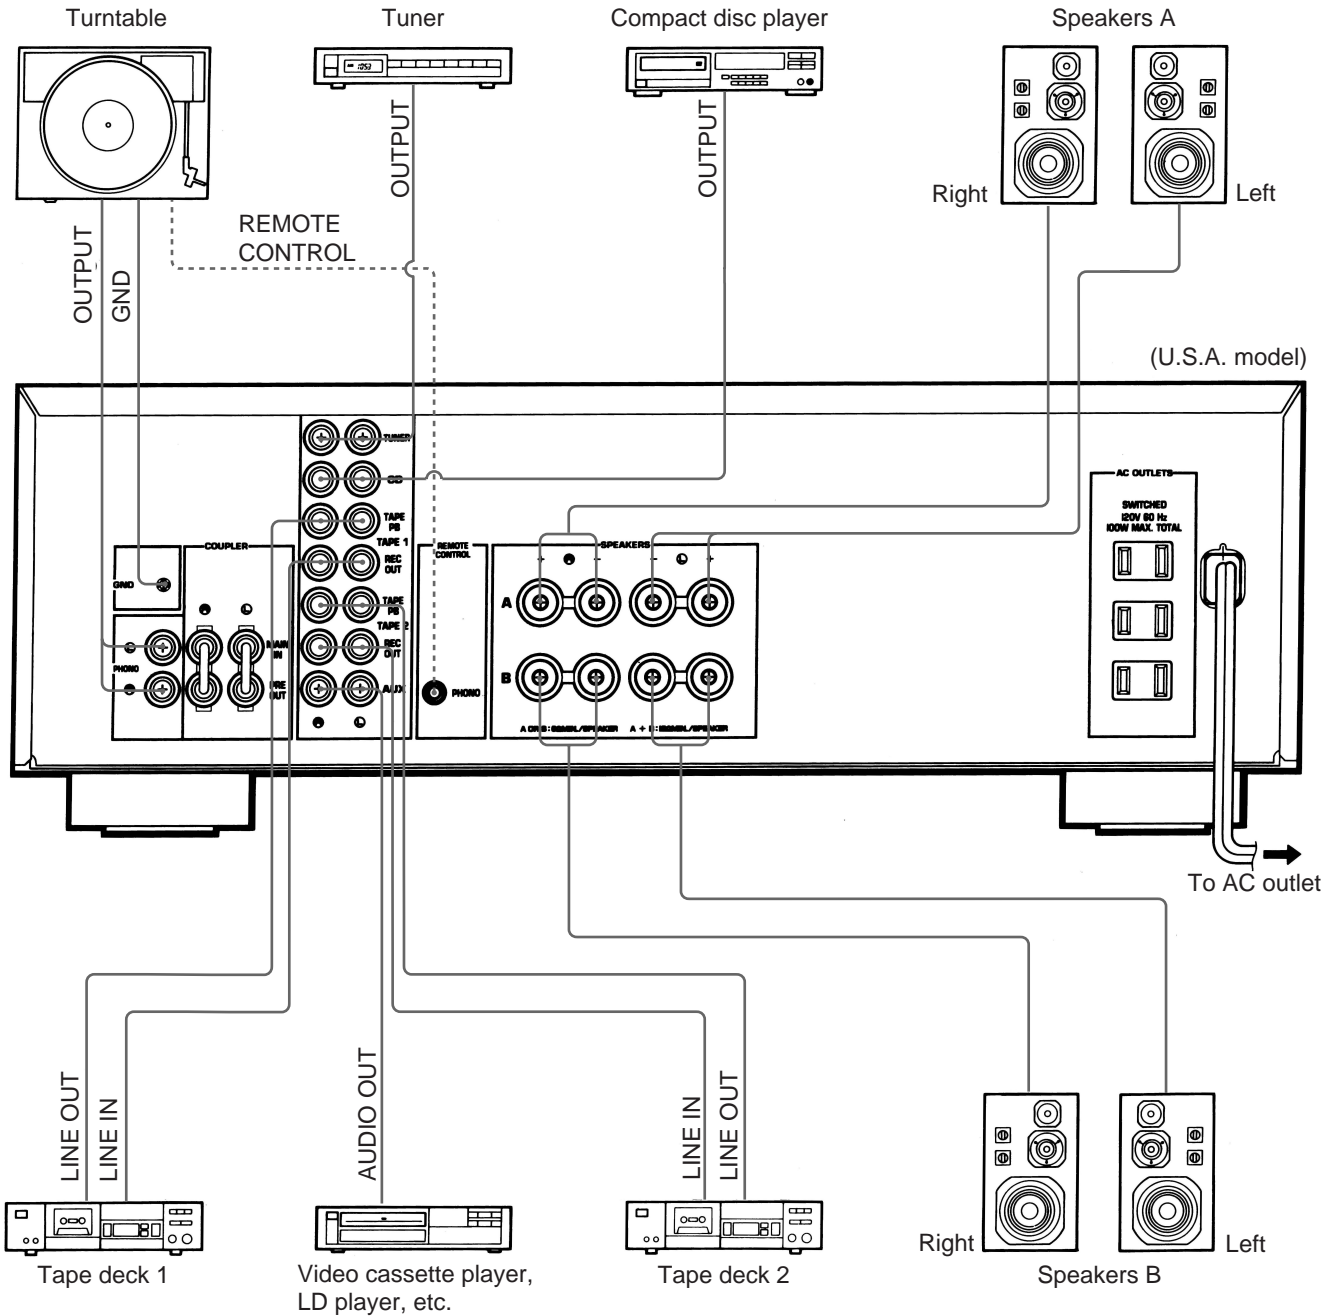 Turntable
Tuner
Compact disc player
Speakers A
1053
OUTPUT
OUTPUT
Right
Left
REMOTE
CONTROL
OUTPUT
GND
(U.S.A. model)
TUNER
CD
AC OUTLETS
SWITCHED
120V 60 Hz
100W MAX. TOTAL
TAPE
PB
TAPE 1
REC
OUT
COUPLER
REMOTE
CONTROL
SPEAKERS
+ R -
- L +
GND
A
R L
TAPE
PB
TAPE 2
REC
OUT
L
PHONO
R
MAIN
IN
PRE
OUT
AUX
PHONO
B
R L
A OR B: /SPEAKER
A + B: /SPEAKER
To AC outlet
LINE OUT
LINE IN
AUDIO OUT
LINE IN
LINE OUT
Right
Left
Tape deck 1
Video cassette player,
LD player, etc.
Tape deck 2
Speakers B